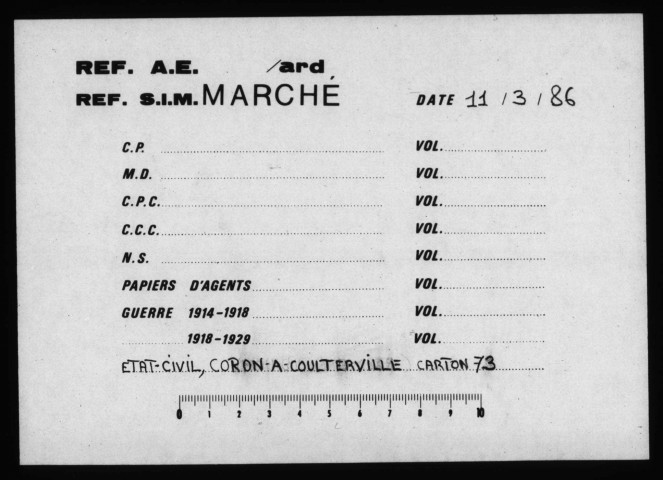 REF. A.E. /ard
REF. S.I.M. MARCHÉ DATE 11 / 3 / 86
C.P. VOL.
M.D. VOL.
C.P.C. VOL.
C.C.C. VOL.
N.S. VOL.
PAPIERS D'AGENTS VOL.
GUERRE 1914-1918 VOL.
1918-1929 VOL.
ETAT-CIVIL, CORON-A-COULTERVILLE CARTON 73
0 1 2 3 4 5 6 7 8 9 10